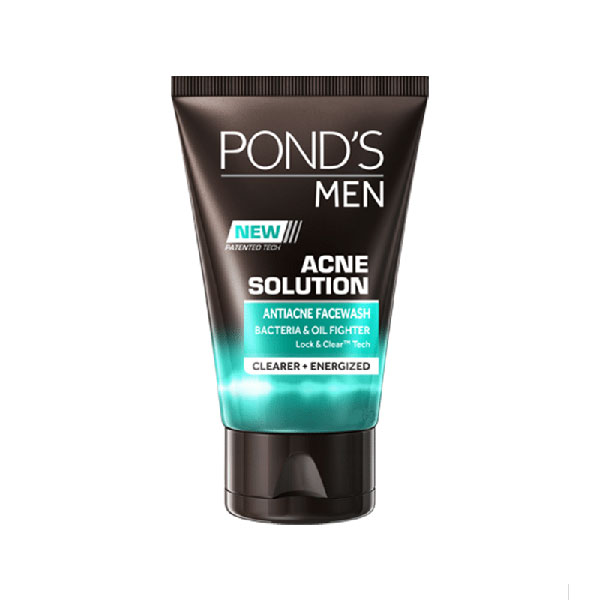 POND'S
MEN
NEW
PATENTED TECH
ACNE
SOLUTION
ANTIACNE FACEWASH
BACTERIA & OIL FIGHTER
Lock & Clear™ Tech
CLEARER + ENERGIZED